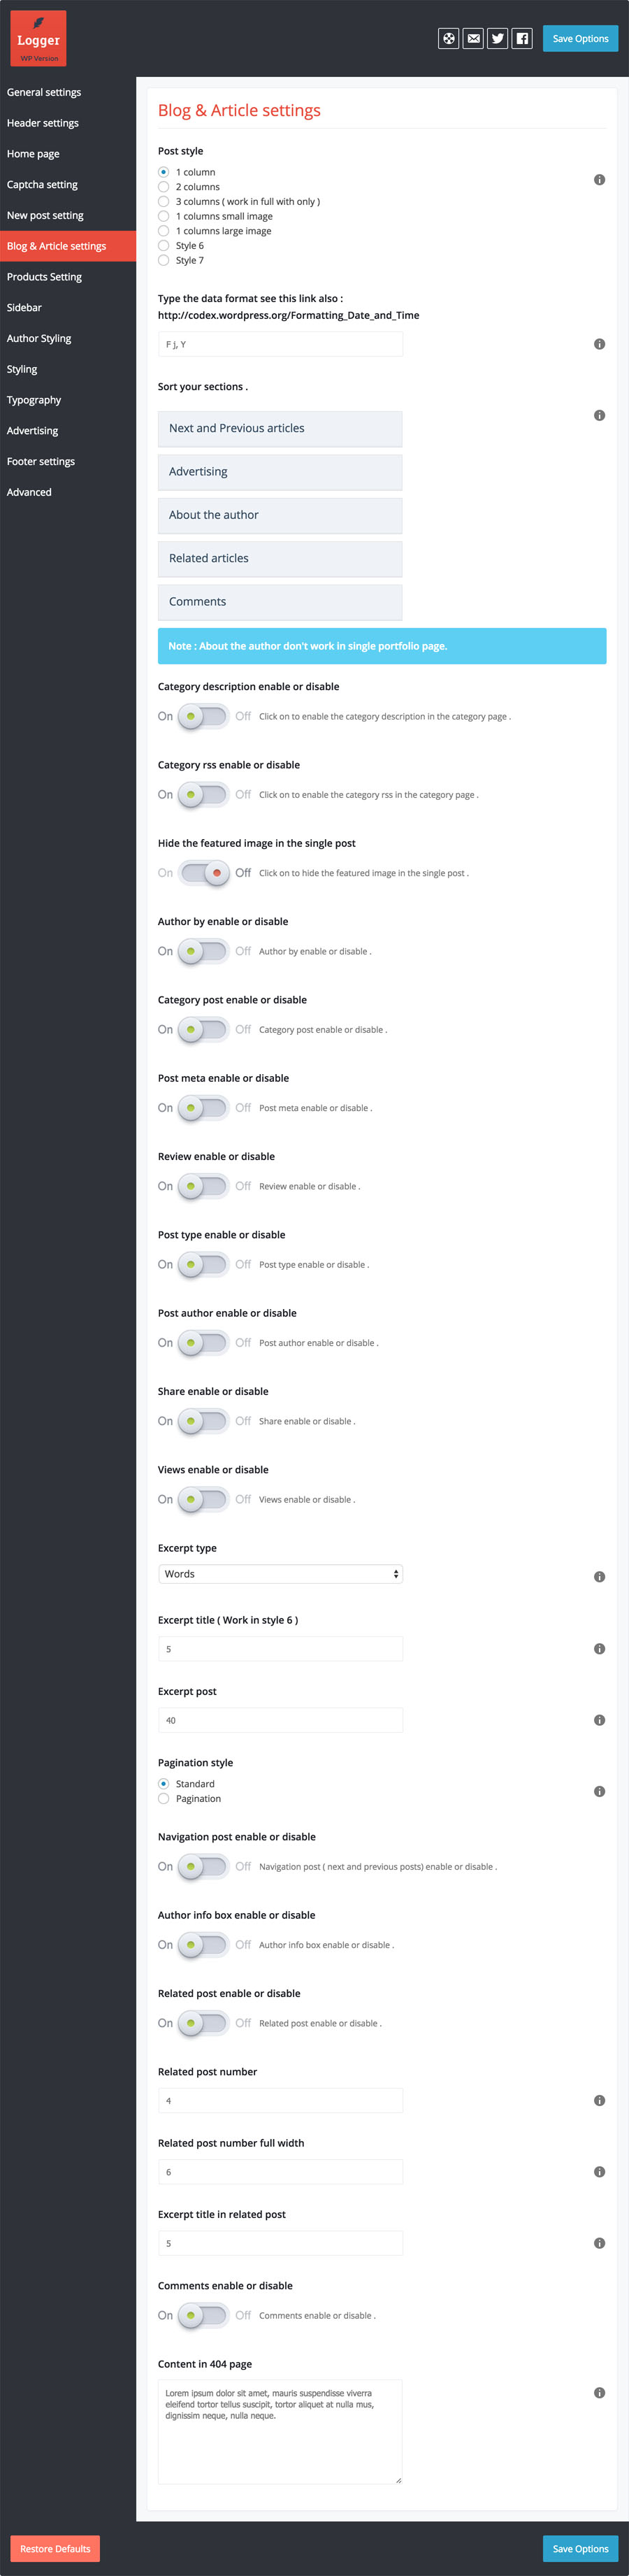 Logger
WP Version
Save Options
General settings
Header settings
Home page
Captcha setting
New post setting
Blog & Article settings
Products Setting
Sidebar
Author Styling
Styling
Typography
Advertising
Footer settings
Advanced
Blog & Article settings
Post style
1 column
2 columns
3 columns ( work in full with only )
1 columns small image
1 columns large image
Style 6
Style 7
Type the data format see this link also :
http://codex.wordpress.org/Formatting_Date_and_Time
F j, Y
Sort your sections .
Next and Previous articles
Advertising
About the author
Related articles
Comments
Note : About the author don't work in single portfolio page.
Category description enable or disable
On Off Click on to enable the category description in the category page .
Category rss enable or disable
On Off Click on to enable the category rss in the category page .
Hide the featured image in the single post
On Off Click on to hide the featured image in the single post .
Author by enable or disable
On Off Author by enable or disable .
Category post enable or disable
On Off Category post enable or disable .
Post meta enable or disable
On Off Post meta enable or disable .
Review enable or disable
On Off Review enable or disable .
Post type enable or disable
On Off Post type enable or disable .
Post author enable or disable
On Off Post author enable or disable .
Share enable or disable
On Off Share enable or disable .
Views enable or disable
On Off Views enable or disable .
Excerpt type
Words
Excerpt title ( Work in style 6 )
5
Excerpt post
40
Pagination style
Standard
Pagination
Navigation post enable or disable
On Off Navigation post ( next and previous posts) enable or disable .
Author info box enable or disable
On Off Author info box enable or disable .
Related post enable or disable
On Off Related post enable or disable .
Related post number
4
Related post number full width
6
Excerpt title in related post
5
Comments enable or disable
On Off Comments enable or disable .
Content in 404 page
Lorem ipsum dolor sit amet, mauris suspendisse viverra
eleifend tortor tellus suscipit, tortor aliquet at nulla mus,
dignissim neque, nulla neque.
Restore Defaults
Save Options